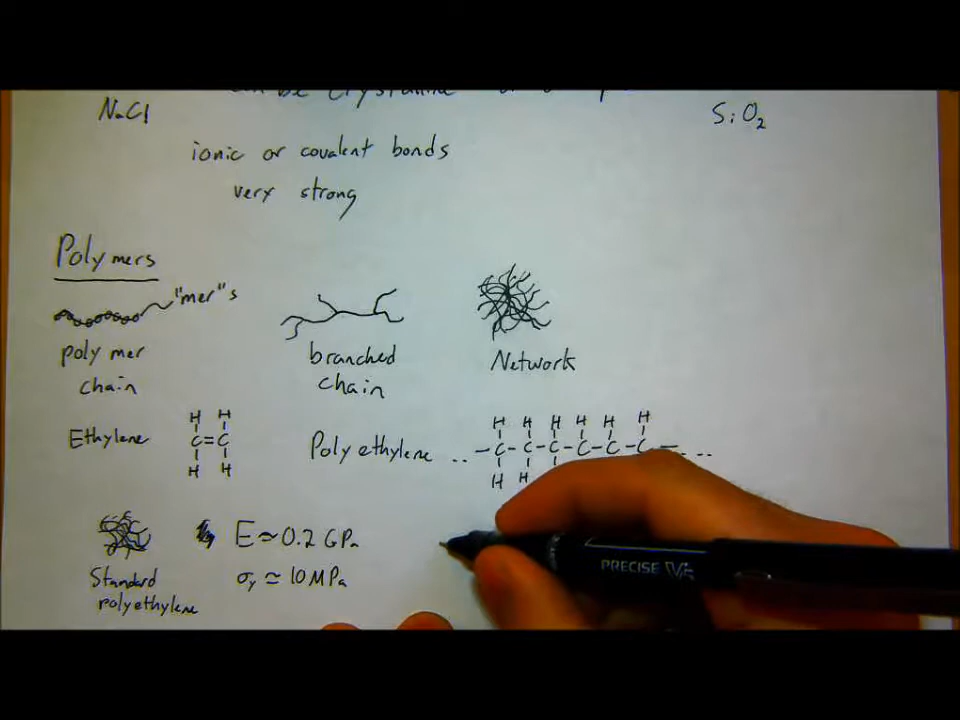 NaCl
SiO2
ionic or covalent bonds
very strong
Polymers
"mer"s
polymer
chain
branched
chain
Network
Ethylene
H H
C=C
H H
Polyethylene
H H H H H H
.. -C-C-C-C-C-C- ...
H H
E≈0.2 GPa
σy ≃ 10 MPa
Standard
polyethylene
PRECISE V5